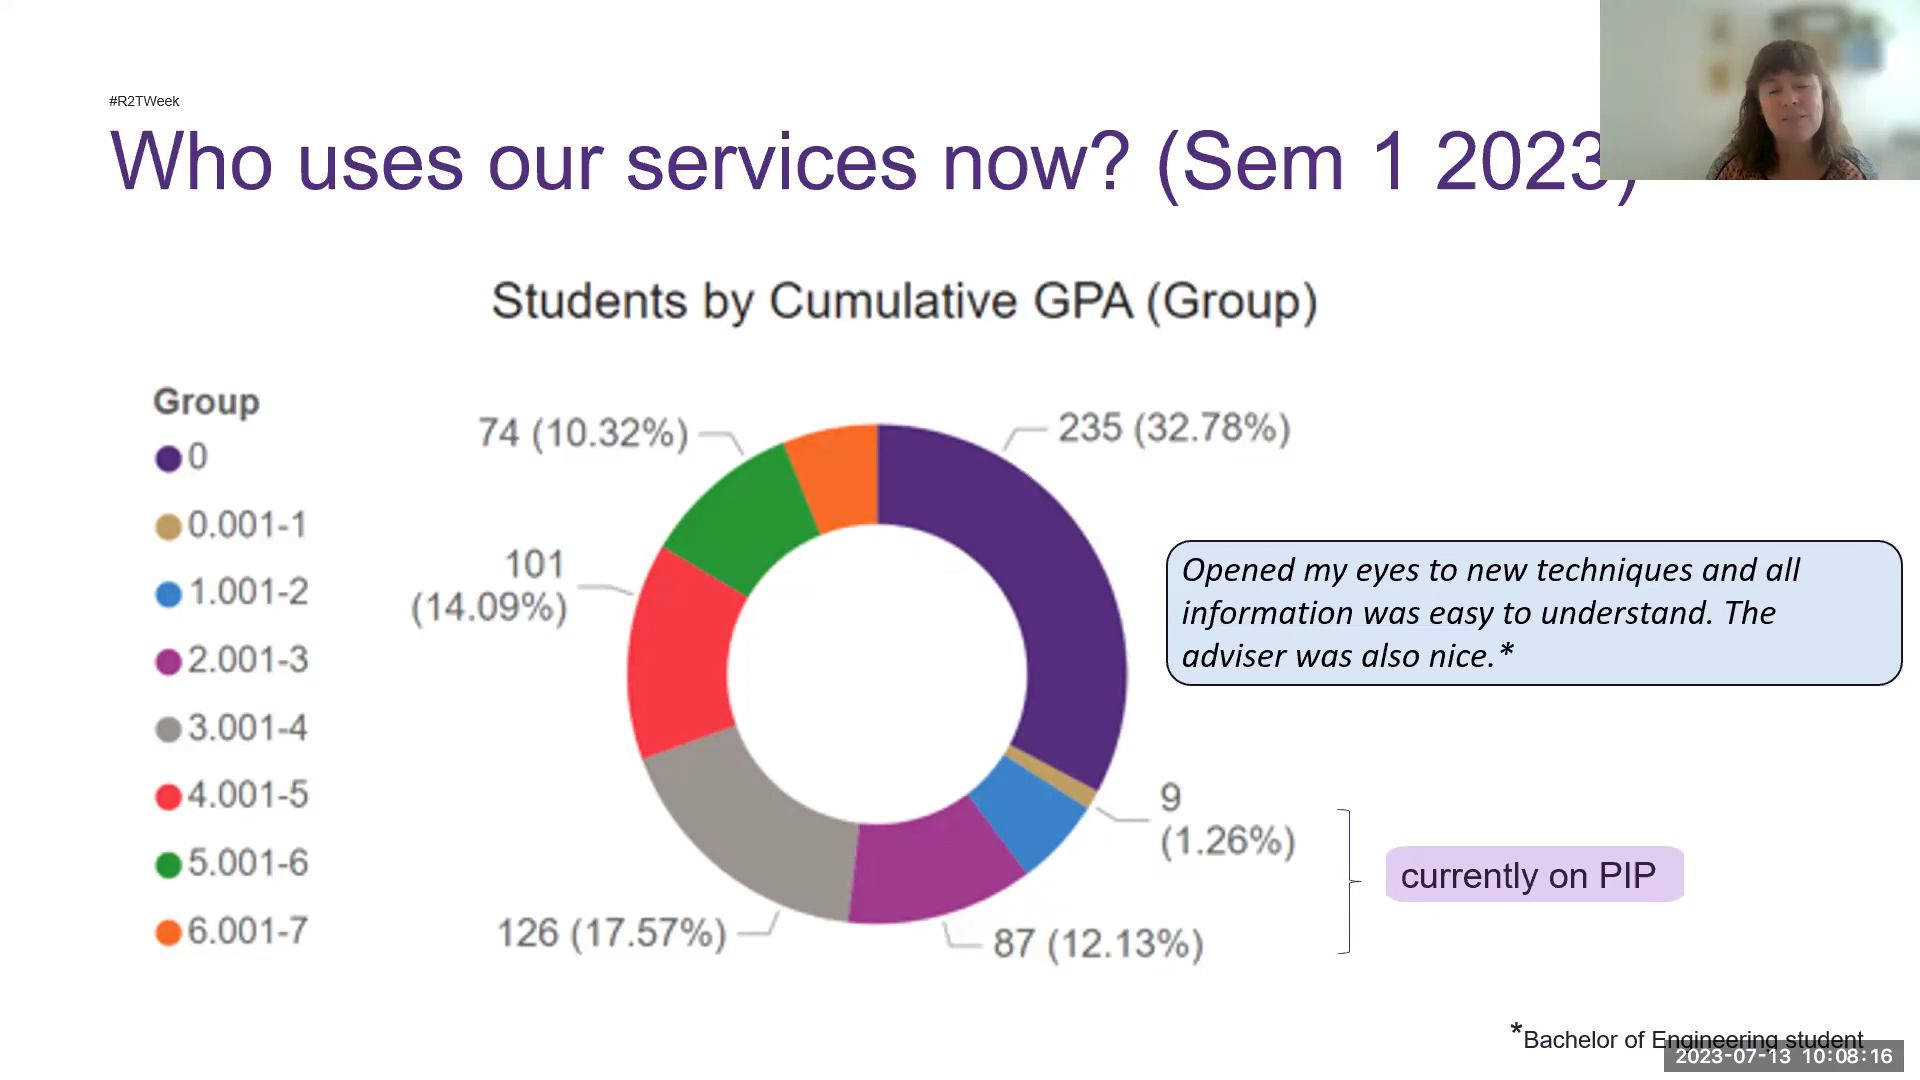 #R2TWeek
Who uses our services now? (Sem 1 2023)
Students by Cumulative GPA (Group)
Group
0
0.001-1
1.001-2
2.001-3
3.001-4
4.001-5
5.001-6
6.001-7
74 (10.32%)
235 (32.78%)
101
(14.09%)
9
(1.26%)
126 (17.57%)
87 (12.13%)
Opened my eyes to new techniques and all
information was easy to understand. The
adviser was also nice.*
currently on PIP
*Bachelor of Engineering student
2023-07-13 10:08:16